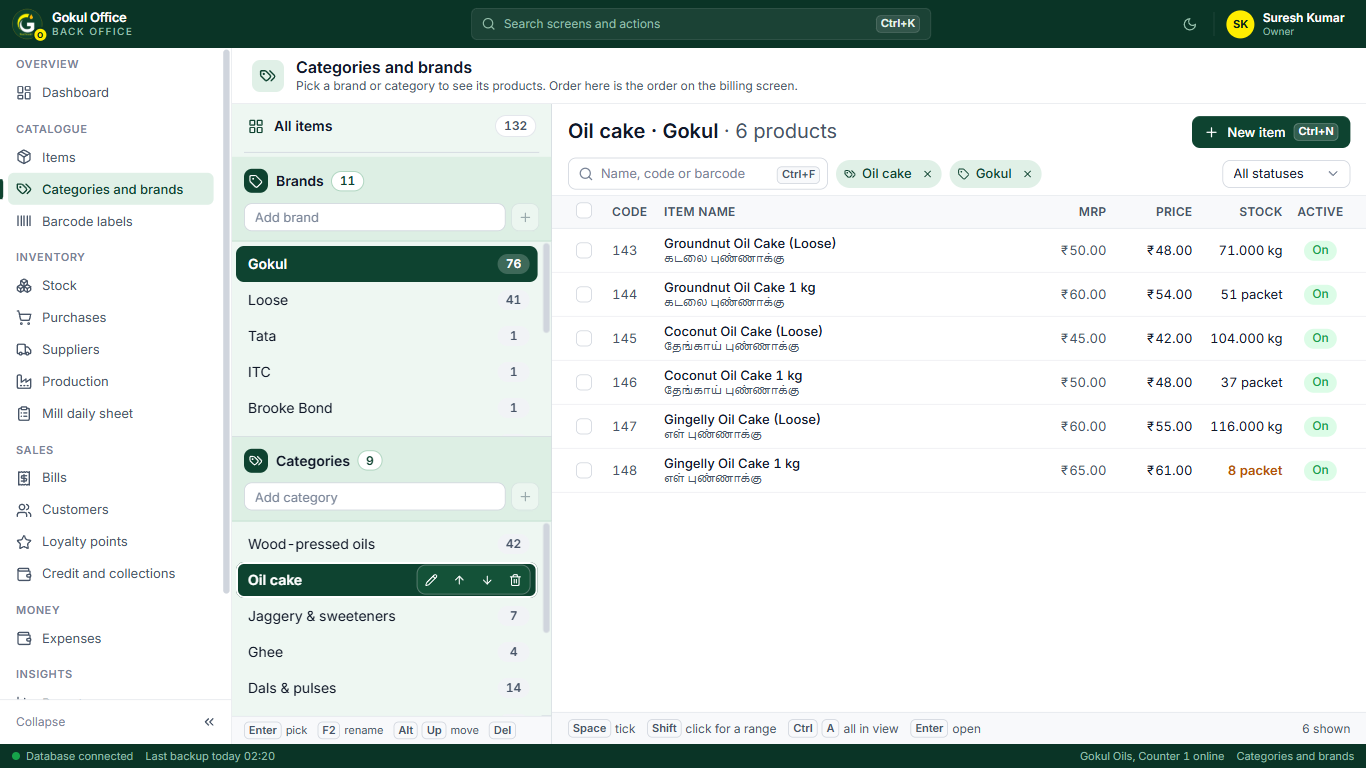 Gokul Office
BACK OFFICE
Search screens and actions Ctrl+K
SK
Suresh Kumar
Owner
OVERVIEW
Dashboard
CATALOGUE
Items
Categories and brands
Barcode labels
INVENTORY
Stock
Purchases
Suppliers
Production
Mill daily sheet
SALES
Bills
Customers
Loyalty points
Credit and collections
MONEY
Expenses
INSIGHTS
Collapse
Categories and brands
Pick a brand or category to see its products. Order here is the order on the billing screen.
All items 132
Brands 11
Add brand +
Gokul 76
Loose 41
Tata 1
ITC 1
Brooke Bond 1
Categories 9
Add category +
Wood-pressed oils 42
Oil cake
Jaggery & sweeteners 7
Ghee 4
Dals & pulses 14
Enter pick F2 rename Alt Up move Del
Oil cake · Gokul · 6 products
+ New item Ctrl+N
Name, code or barcode Ctrl+F
Oil cake ×
Gokul ×
All statuses
CODE ITEM NAME MRP PRICE STOCK ACTIVE
143 Groundnut Oil Cake (Loose) ₹50.00 ₹48.00 71.000 kg On
கடலை புண்ணாக்கு
144 Groundnut Oil Cake 1 kg ₹60.00 ₹54.00 51 packet On
கடலை புண்ணாக்கு
145 Coconut Oil Cake (Loose) ₹45.00 ₹42.00 104.000 kg On
தேங்காய் புண்ணாக்கு
146 Coconut Oil Cake 1 kg ₹50.00 ₹48.00 37 packet On
தேங்காய் புண்ணாக்கு
147 Gingelly Oil Cake (Loose) ₹60.00 ₹55.00 116.000 kg On
எள் புண்ணாக்கு
148 Gingelly Oil Cake 1 kg ₹65.00 ₹61.00 8 packet On
எள் புண்ணாக்கு
Space tick Shift click for a range Ctrl A all in view Enter open 6 shown
Database connected Last backup today 02:20
Gokul Oils, Counter 1 online Categories and brands